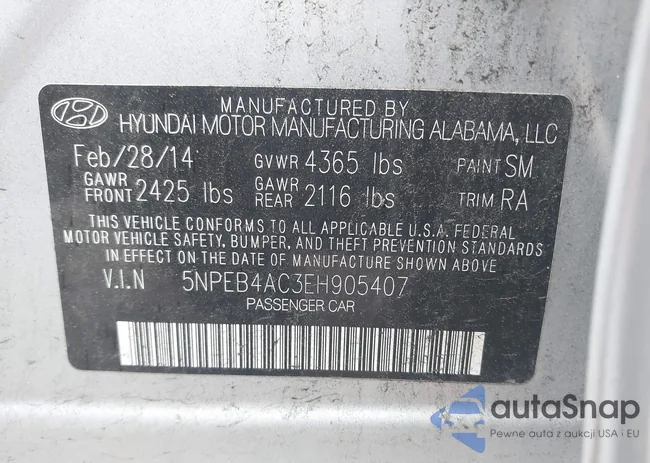 MANUFACTURED BY
HYUNDAI MOTOR MANUFACTURING ALABAMA, LLC
Feb/28/14 GVWR 4365 lbs PAINT SM
GAWR FRONT 2425 lbs GAWR REAR 2116 lbs TRIM RA
THIS VEHICLE CONFORMS TO ALL APPLICABLE U.S.A. FEDERAL
MOTOR VEHICLE SAFETY, BUMPER, AND THEFT PREVENTION STANDARDS
IN EFFECT ON THE DATE OF MANUFACTURE SHOWN ABOVE.
V.I.N 5NPEB4AC3EH905407
PASSENGER CAR
autaSnap
Pewne auta z aukcji USA i EU